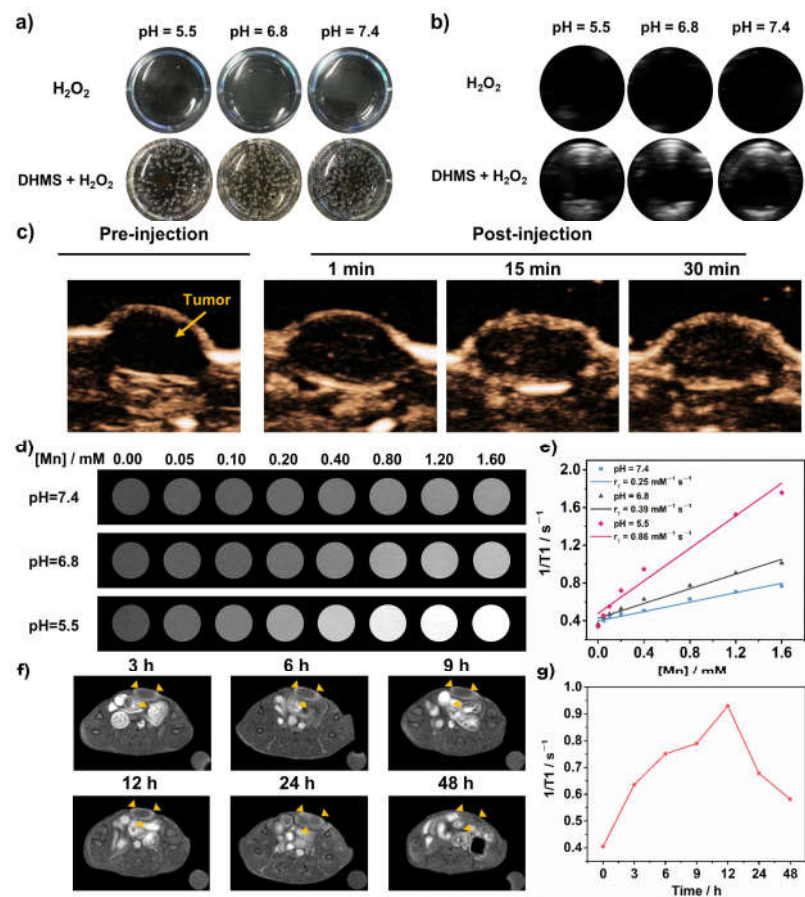 a)
pH = 5.5 pH = 6.8 pH = 7.4
H₂O₂
DHMS + H₂O₂
b)
pH = 5.5 pH = 6.8 pH = 7.4
H₂O₂
DHMS + H₂O₂
c)
Pre-injection Post-injection
1 min 15 min 30 min
Tumor
d)
[Mn] / mM 0.00 0.05 0.10 0.20 0.40 0.80 1.20 1.60
pH=7.4
pH=6.8
pH=5.5
e)
2.0
1.6
1.2
0.8
0.4
1/T1 / s⁻¹
pH = 7.4
r₁ = 0.25 mM⁻¹ s⁻¹
pH = 6.8
r₁ = 0.39 mM⁻¹ s⁻¹
pH = 5.5
r₁ = 0.86 mM⁻¹ s⁻¹
0.0 0.4 0.8 1.2 1.6
[Mn] / mM
f)
3 h 6 h 9 h
12 h 24 h 48 h
g)
1.0
0.9
0.8
0.7
0.6
0.5
0.4
1/T1 / s⁻¹
0 3 6 9 12 24 48
Time / h